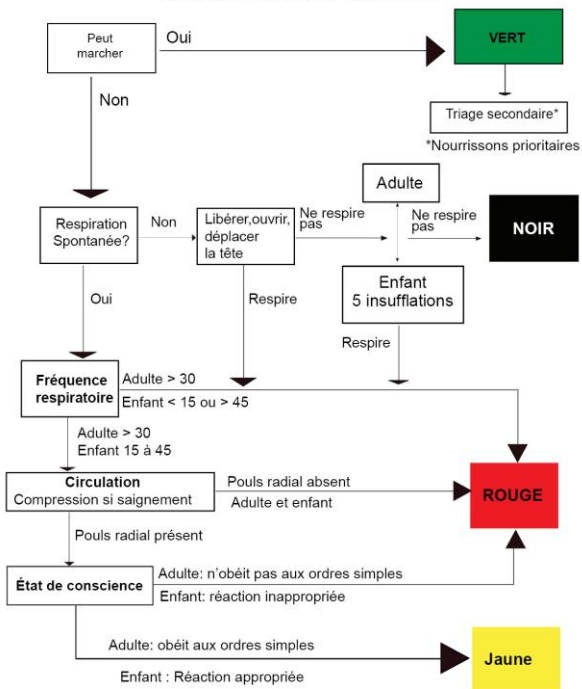 Peut
marcher
Oui
VERT
Non
Triage secondaire*
*Nourrissons prioritaires
Adulte
Respiration
Spontanée?
Non
Libérer,ouvrir,
déplacer
la tête
Ne respire
pas
Ne respire
pas
NOIR
Enfant
5 insufflations
Oui
Respire
Respire
Fréquence
respiratoire
Adulte > 30
Enfant < 15 ou > 45
Adulte > 30
Enfant 15 à 45
Circulation
Compression si saignement
Pouls radial absent
Adulte et enfant
ROUGE
Pouls radial présent
État de conscience
Adulte: n'obéit pas aux ordres simples
Enfant: réaction inappropriée
Adulte: obéit aux ordres simples
Enfant : Réaction appropriée
Jaune